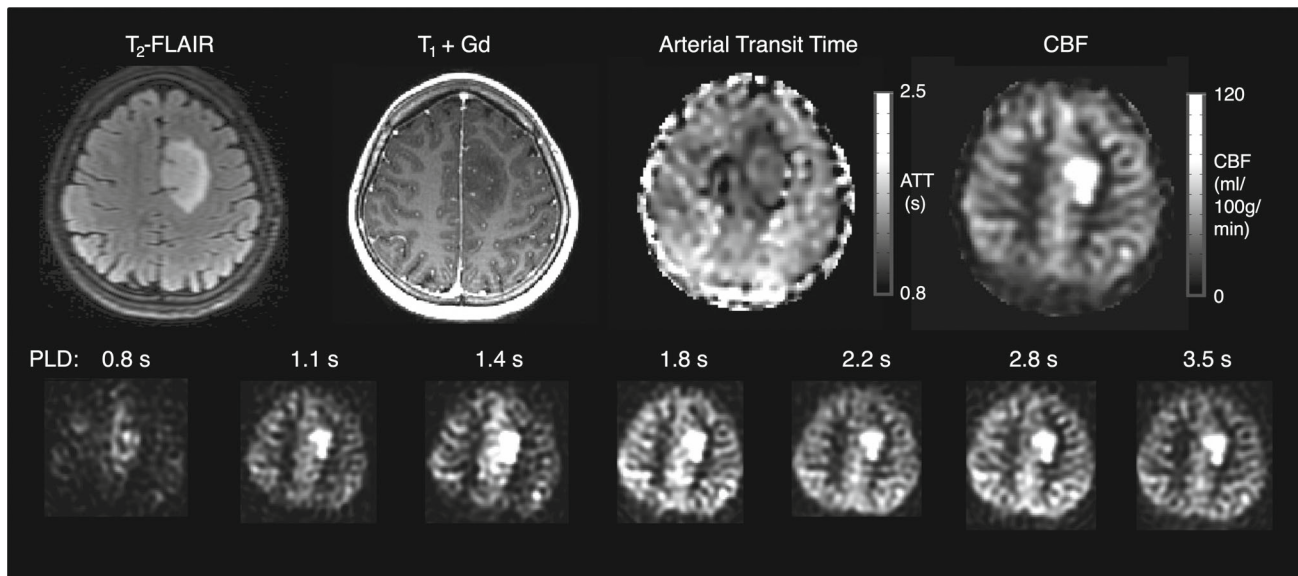 T2-FLAIR
T1 + Gd
Arterial Transit Time
CBF
2.5
ATT
(s)
0.8
120
CBF
(ml/
100g/
min)
0
PLD: 0.8 s 1.1 s 1.4 s 1.8 s 2.2 s 2.8 s 3.5 s